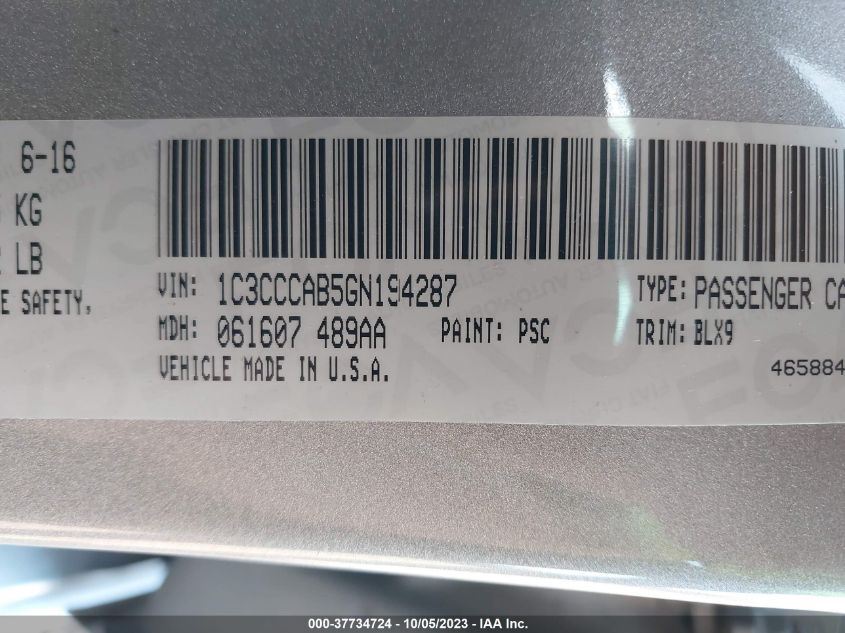 6-16
KG
LB
E SAFETY,
VIN: 1C3CCCAB5GN194287 TYPE: PASSENGER CA
MDH: 061607 489AA PAINT: PSC TRIM: BLX9
VEHICLE MADE IN U.S.A.
465884
000-37734724 - 10/05/2023 - IAA Inc.